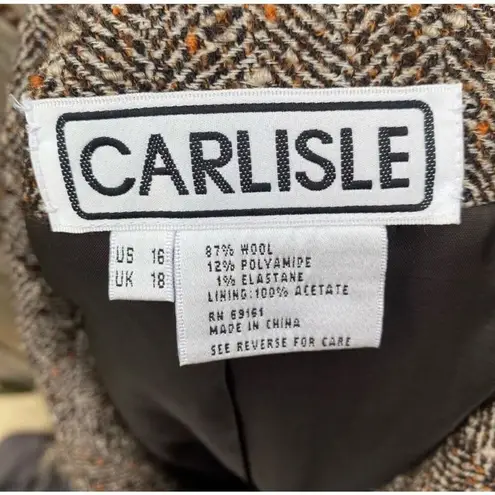 CARLISLE
US 16
UK 18
87% WOOL
12% POLYAMIDE
1% ELASTANE
LINING:100% ACETATE
RN 69161
MADE IN CHINA
SEE REVERSE FOR CARE